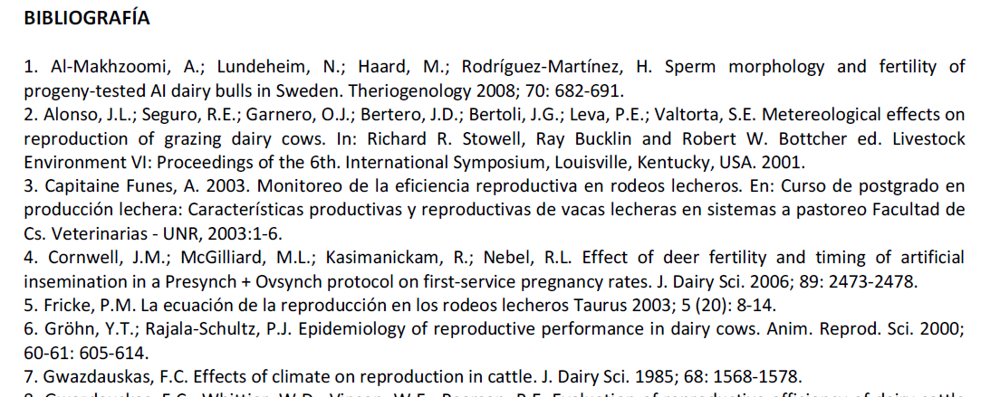 BIBLIOGRAFÍA
1. Al-Makhzoomi, A.; Lundeheim, N.; Haard, M.; Rodríguez-Martínez, H. Sperm morphology and fertility of
progeny-tested AI dairy bulls in Sweden. Theriogenology 2008; 70: 682-691.
2. Alonso, J.L.; Seguro, R.E.; Garnero, O.J.; Bertero, J.D.; Bertoli, J.G.; Leva, P.E.; Valtorta, S.E. Metereological effects on
reproduction of grazing dairy cows. In: Richard R. Stowell, Ray Bucklin and Robert W. Bottcher ed. Livestock
Environment VI: Proceedings of the 6th. International Symposium, Louisville, Kentucky, USA. 2001.
3. Capitaine Funes, A. 2003. Monitoreo de la eficiencia reproductiva en rodeos lecheros. En: Curso de postgrado en
producción lechera: Características productivas y reproductivas de vacas lecheras en sistemas a pastoreo Facultad de
Cs. Veterinarias - UNR, 2003:1-6.
4. Cornwell, J.M.; McGilliard, M.L.; Kasimanickam, R.; Nebel, R.L. Effect of deer fertility and timing of artificial
insemination in a Presynch + Ovsynch protocol on first-service pregnancy rates. J. Dairy Sci. 2006; 89: 2473-2478.
5. Fricke, P.M. La ecuación de la reproducción en los rodeos lecheros Taurus 2003; 5 (20): 8-14.
6. Gröhn, Y.T.; Rajala-Schultz, P.J. Epidemiology of reproductive performance in dairy cows. Anim. Reprod. Sci. 2000;
60-61: 605-614.
7. Gwazdauskas, F.C. Effects of climate on reproduction in cattle. J. Dairy Sci. 1985; 68: 1568-1578.